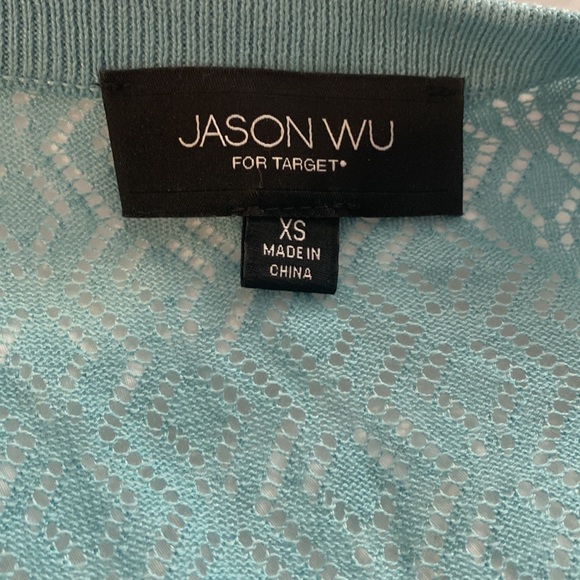 JASON WU
FOR TARGET•
XS
MADE IN
CHINA